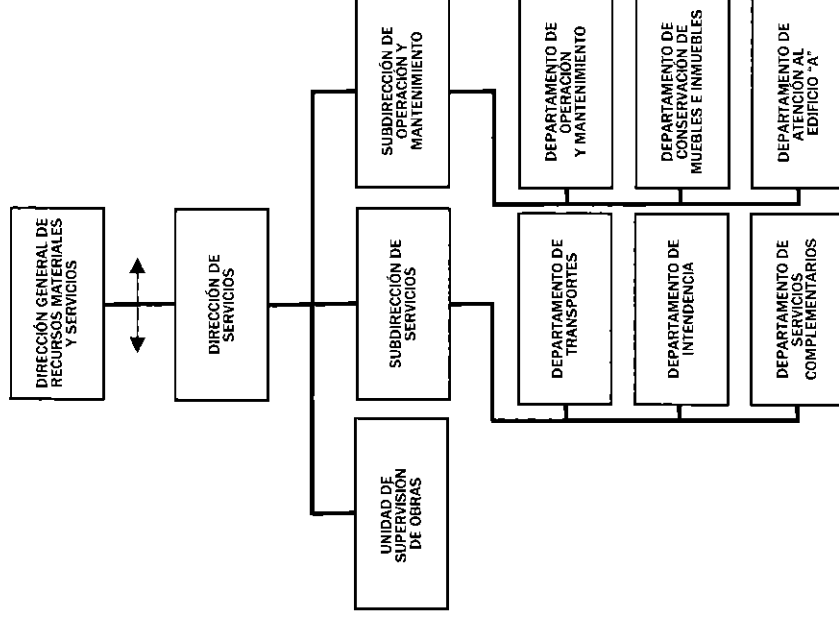 DIRECCIÓN GENERAL DE
RECURSOS MATERIALES
Y SERVICIOS
DIRECCIÓN DE
SERVICIOS
UNIDAD DE
SUPERVISIÓN
DE OBRAS
SUBDIRECCIÓN DE
SERVICIOS
SUBDIRECCIÓN DE
OPERACIÓN Y
MANTENIMIENTO
DEPARTAMENTO DE
TRANSPORTES
DEPARTAMENTO DE
INTENDENCIA
DEPARTAMENTO DE
SERVICIOS
COMPLEMENTARIOS
DEPARTAMENTO DE
OPERACIÓN
Y MANTENIMIENTO
DEPARTAMENTO DE
CONSERVACIÓN DE
MUEBLES E INMUEBLES
DEPARTAMENTO DE
ATENCIÓN AL
EDIFICIO "A"